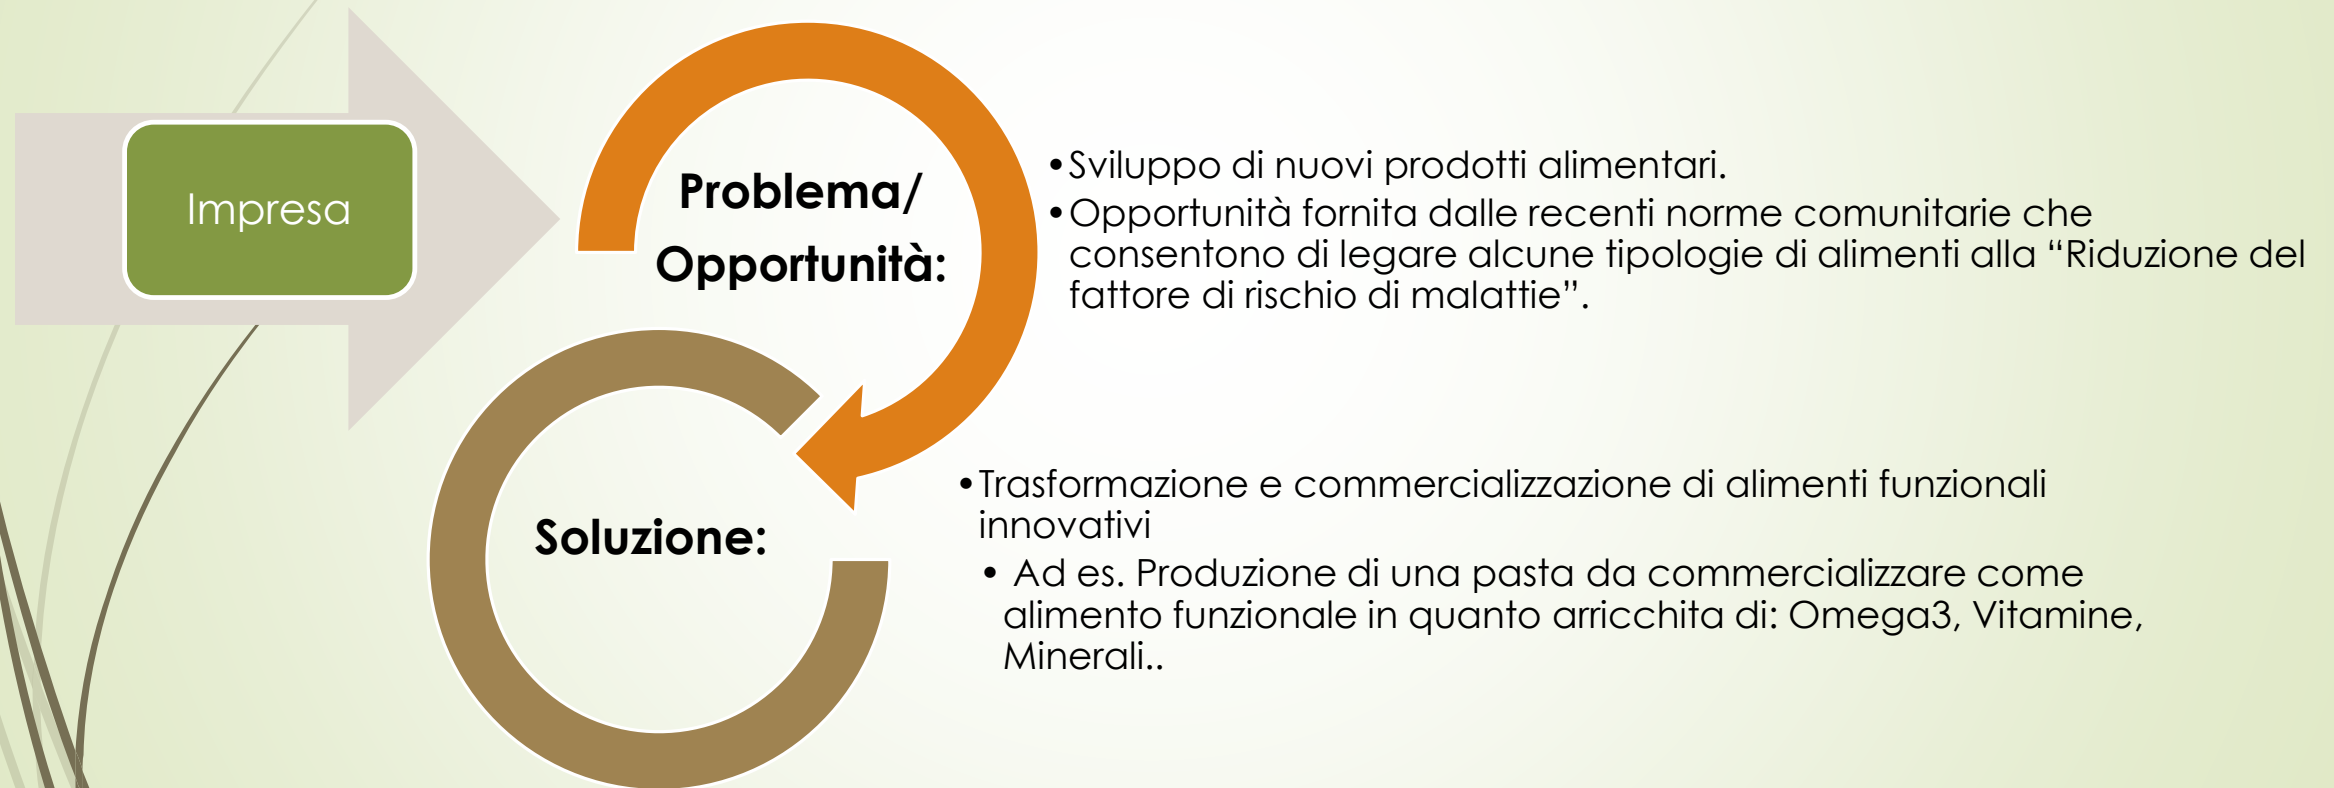 Impresa
Problema/
Opportunità:
•Sviluppo di nuovi prodotti alimentari.
•Opportunità fornita dalle recenti norme comunitarie che
consentono di legare alcune tipologie di alimenti alla “Riduzione del
fattore di rischio di malattie”.
Soluzione:
•Trasformazione e commercializzazione di alimenti funzionali
innovativi
• Ad es. Produzione di una pasta da commercializzare come
alimento funzionale in quanto arricchita di: Omega3, Vitamine,
Minerali..